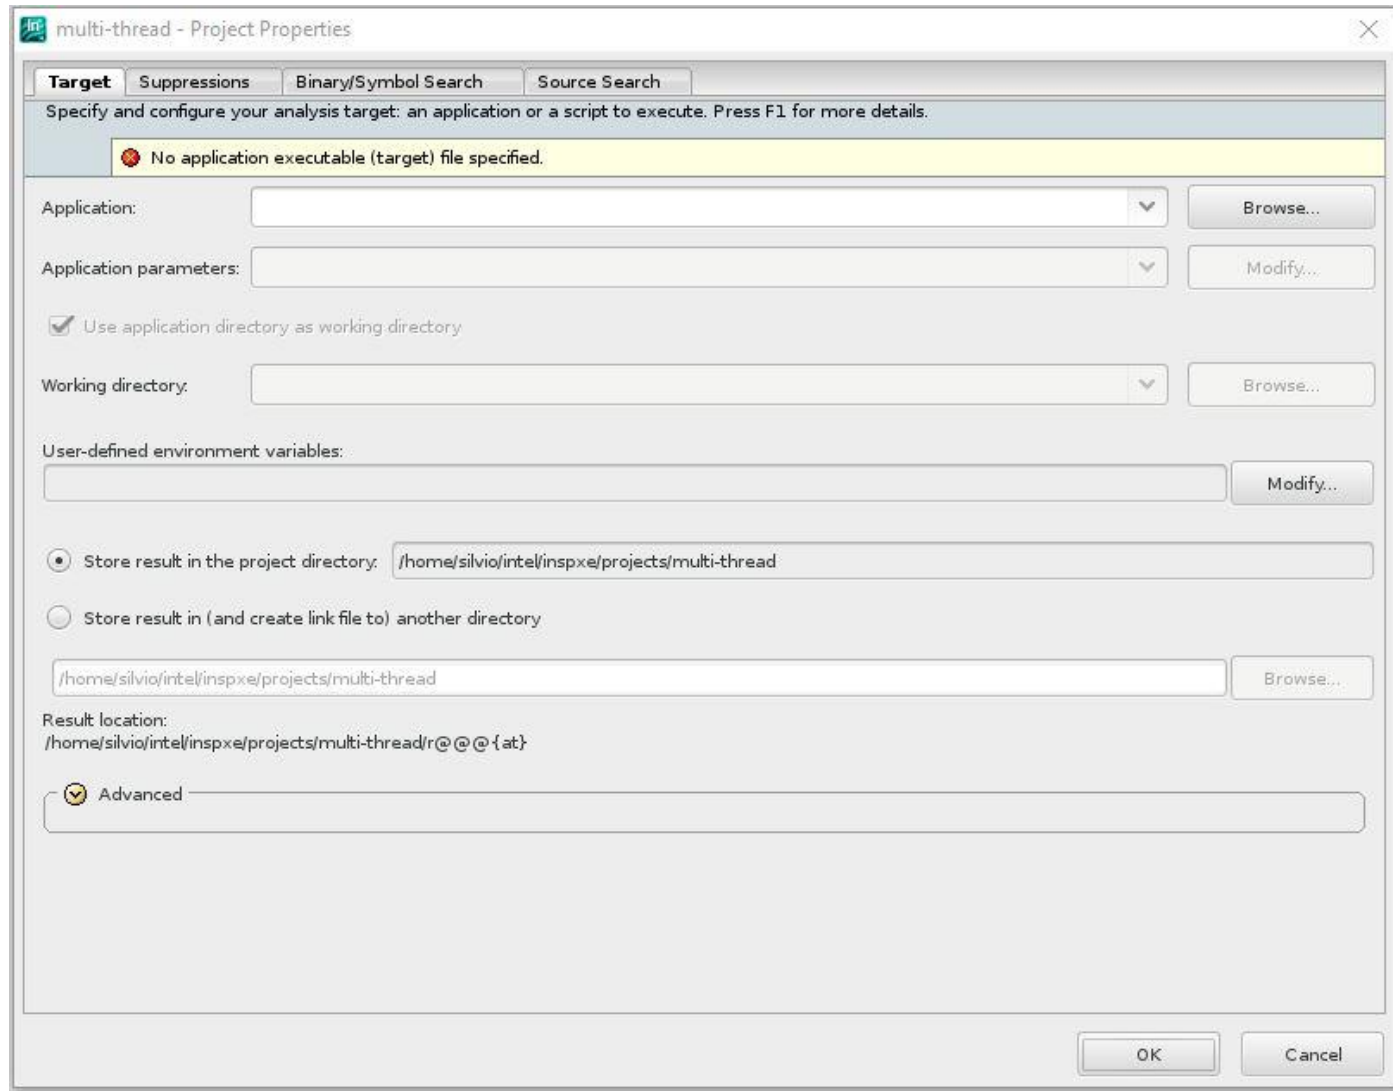 multi-thread - Project Properties
Target Suppressions Binary/Symbol Search Source Search
Specify and configure your analysis target: an application or a script to execute. Press F1 for more details.
No application executable (target) file specified.
Application: Browse...
Application parameters: Modify...
Use application directory as working directory
Working directory: Browse...
User-defined environment variables:
Modify...
Store result in the project directory: /home/silvio/intel/inspxe/projects/multi-thread
Store result in (and create link file to) another directory
/home/silvio/intel/inspxe/projects/multi-thread Browse...
Result location:
/home/silvio/intel/inspxe/projects/multi-thread/r@@@{at}
Advanced
OK Cancel